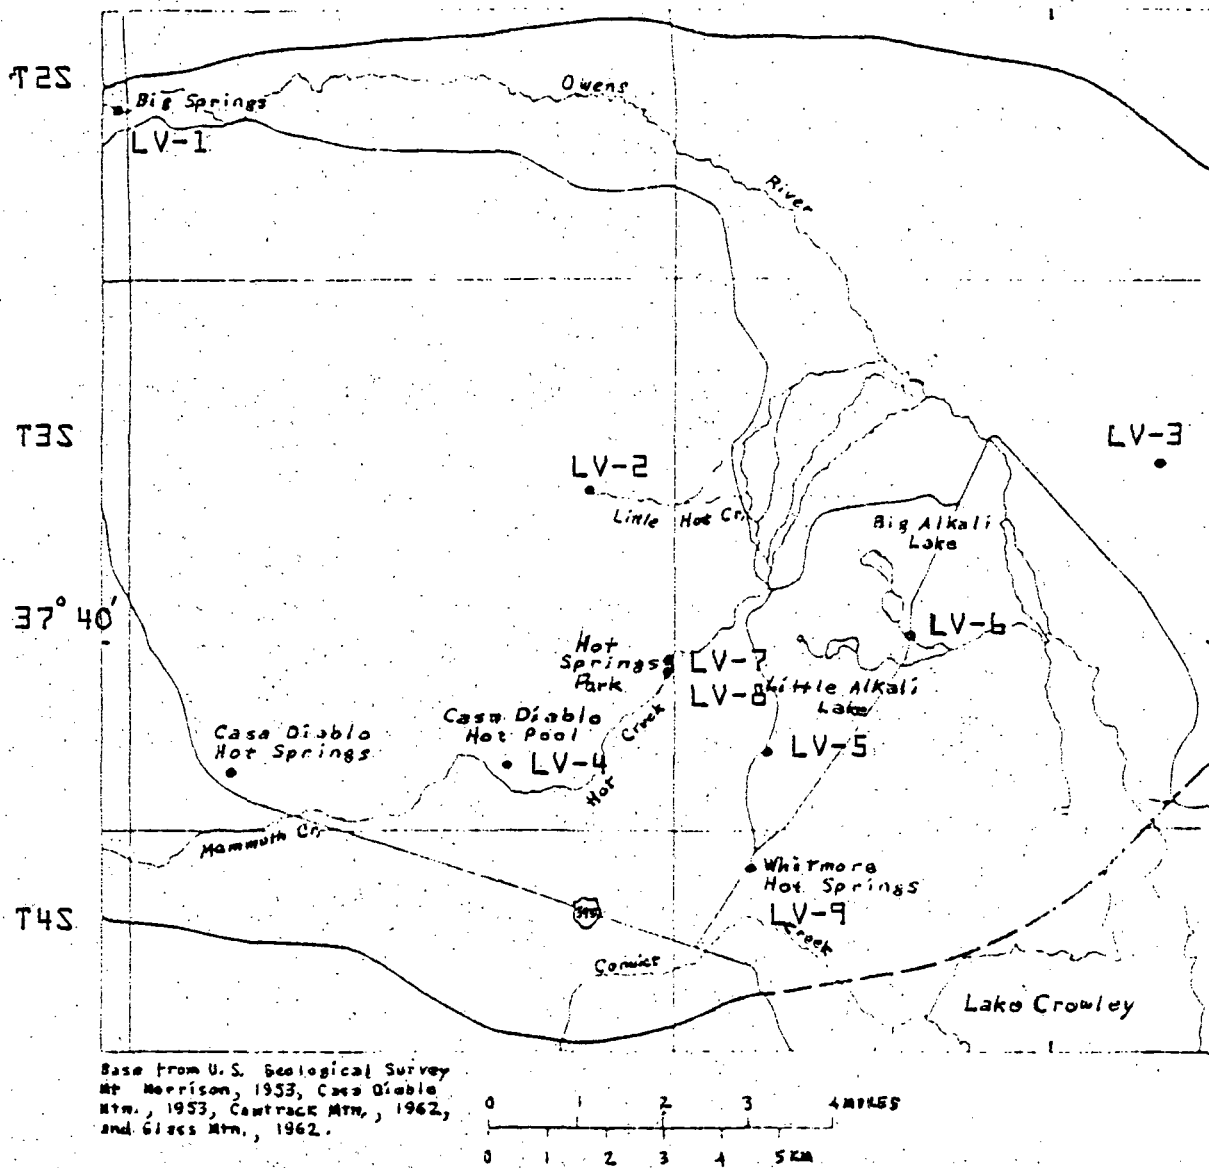 T2S
Big Springs
LV-1
Owens
River
T3S
LV-2
Little Hot Cr.
LV-3
Big Alkali
Lake
37° 40'
Hot
Springs
Park
LV-7
LV-8
LV-6
Little Alkali
Lake
Casa Diablo
Hot Springs
Casa Diablo
Hot Pool
LV-4
Hot Creek
LV-5
Mammoth Cr.
Whitmore
Hot Springs
LV-9
T4S
395
Convict Creek
Lake Crowley
Base from U.S. Geological Survey
Mt Morrison, 1953, Casa Diablo
Mtn., 1953, Cowtrack Mtn., 1962,
and Glass Mtn., 1962.
0 1 2 3 4 MILES
0 1 2 3 4 5 KM